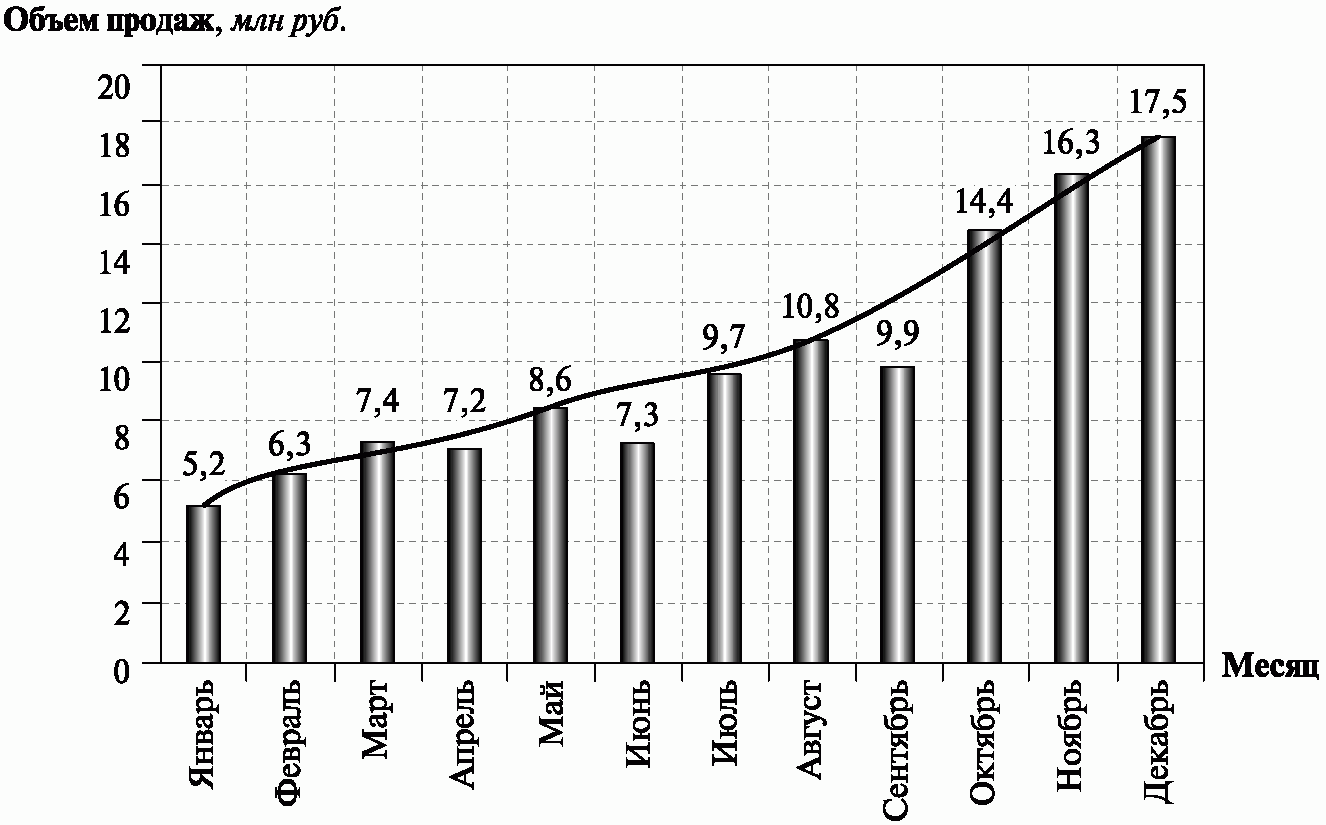 Объем продаж, млн руб.
20
18
16
14
12
10
8
6
4
2
0
5,2
6,3
7,4
7,2
8,6
7,3
9,7
10,8
9,9
14,4
16,3
17,5
Месяц
Январь
Февраль
Март
Апрель
Май
Июнь
Июль
Август
Сентябрь
Октябрь
Ноябрь
Декабрь